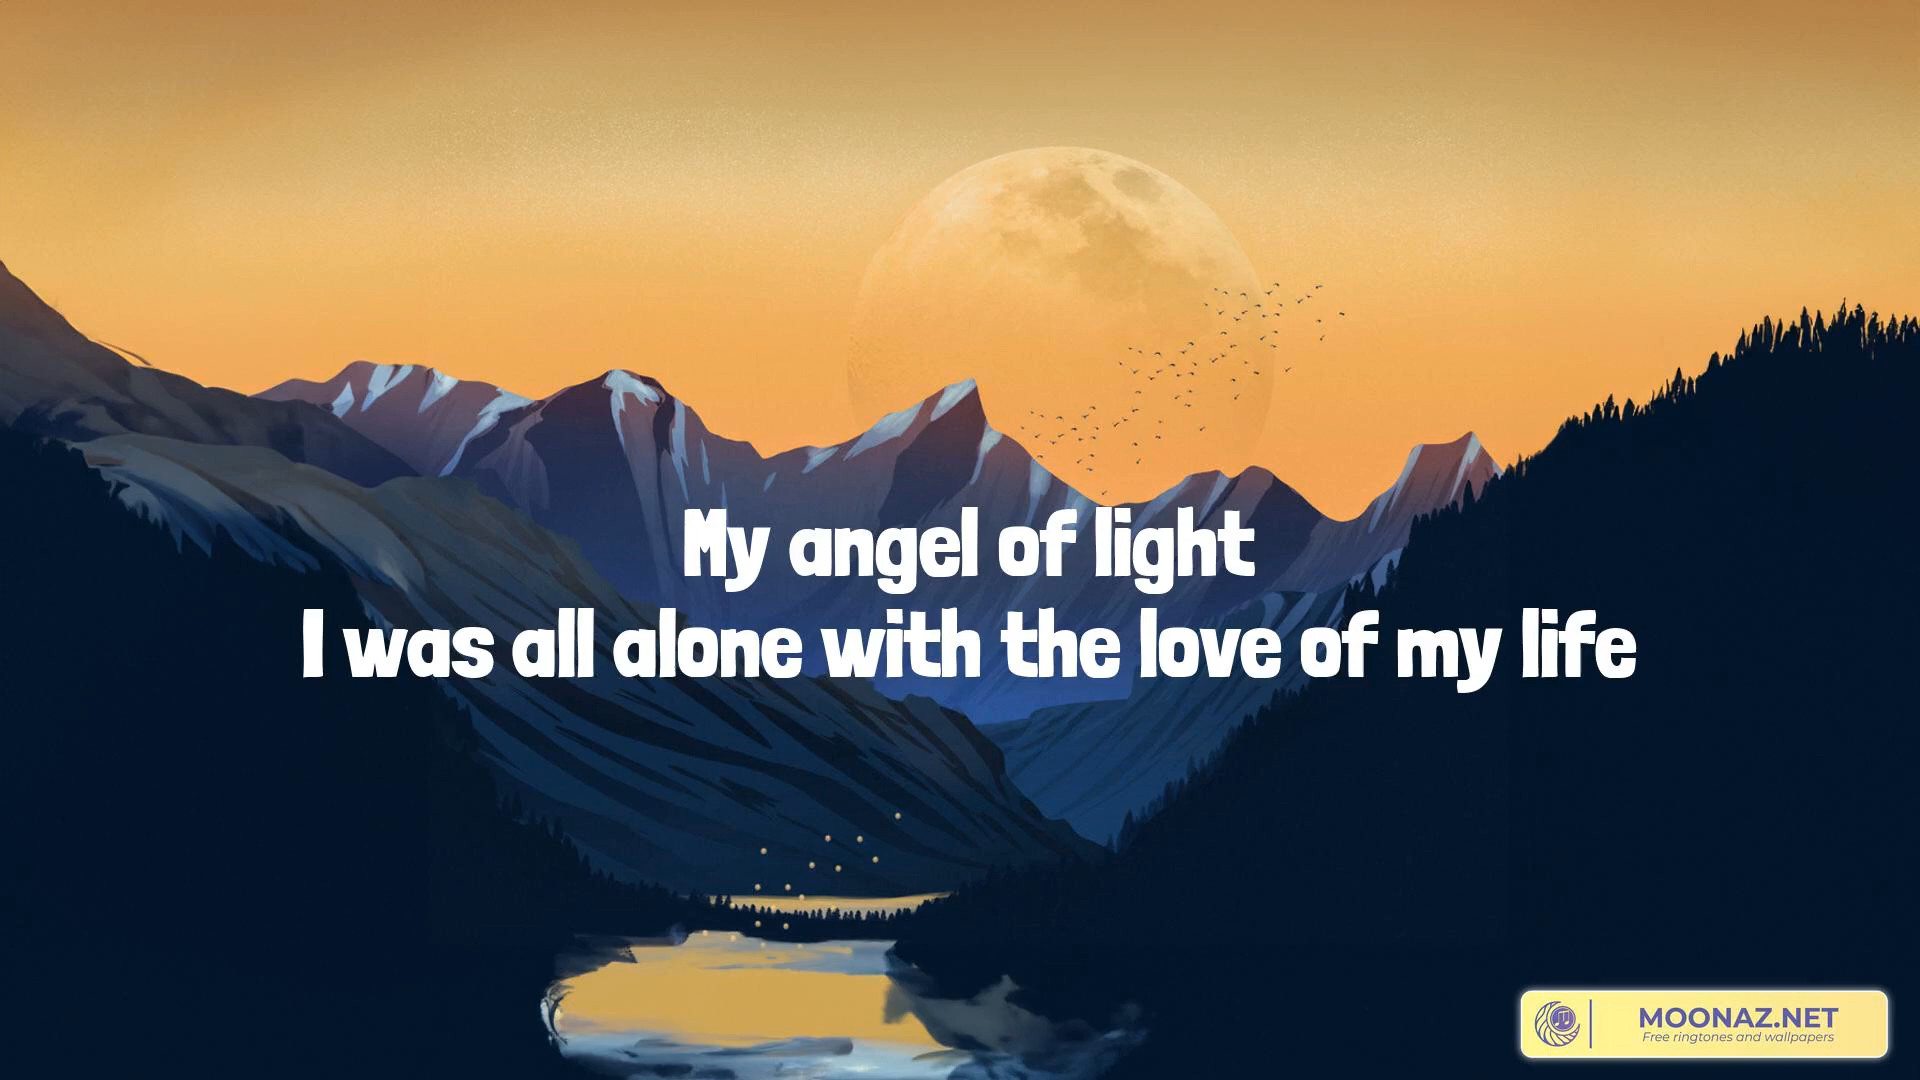 My angel of light
I was all alone with the love of my life
MOONAZ.NET
Free ringtones and wallpapers